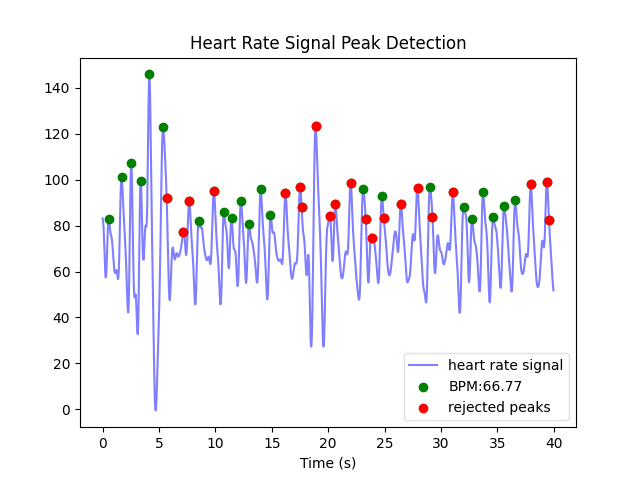 Heart Rate Signal Peak Detection
140
120
100
80
60
40
20
0
heart rate signal
BPM:66.77
rejected peaks
0 5 10 15 20 25 30 35 40
Time (s)